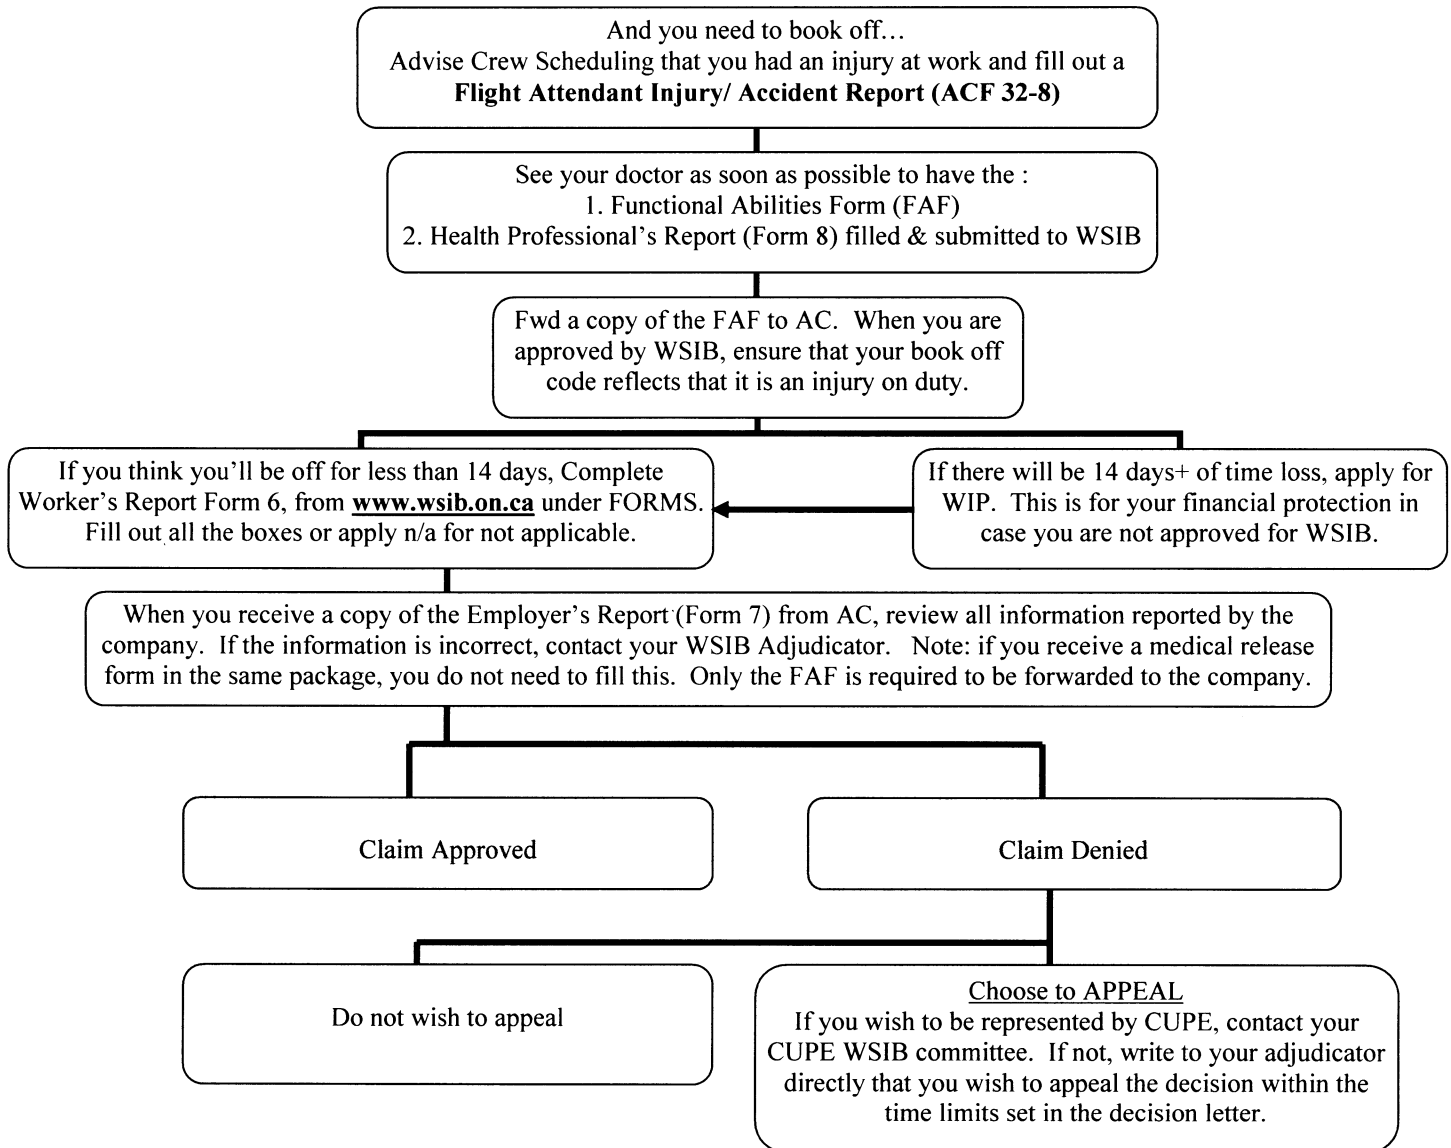 And you need to book off…
Advise Crew Scheduling that you had an injury at work and fill out a
Flight Attendant Injury/ Accident Report (ACF 32-8)
See your doctor as soon as possible to have the :
1. Functional Abilities Form (FAF)
2. Health Professional's Report (Form 8) filled & submitted to WSIB
Fwd a copy of the FAF to AC. When you are
approved by WSIB, ensure that your book off
code reflects that it is an injury on duty.
If you think you'll be off for less than 14 days, Complete
Worker's Report Form 6, from www.wsib.on.ca under FORMS.
Fill out all the boxes or apply n/a for not applicable.
If there will be 14 days+ of time loss, apply for
WIP. This is for your financial protection in
case you are not approved for WSIB.
When you receive a copy of the Employer's Report (Form 7) from AC, review all information reported by the
company. If the information is incorrect, contact your WSIB Adjudicator. Note: if you receive a medical release
form in the same package, you do not need to fill this. Only the FAF is required to be forwarded to the company.
Claim Approved
Claim Denied
Do not wish to appeal
Choose to APPEAL
If you wish to be represented by CUPE, contact your
CUPE WSIB committee. If not, write to your adjudicator
directly that you wish to appeal the decision within the
time limits set in the decision letter.